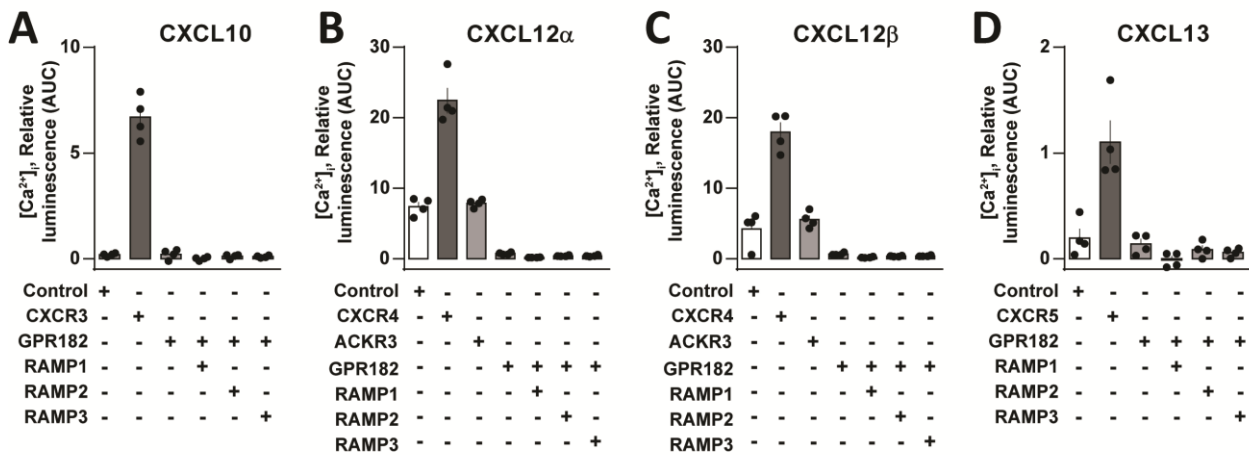 A CXCL10
[Ca²⁺]ᵢ, Relative
luminescence (AUC)
10
5
0
Control + - - - - -
CXCR3 - + - - - -
GPR182 - - + + + +
RAMP1 - - - + - -
RAMP2 - - - - + -
RAMP3 - - - - - +
B CXCL12α
[Ca²⁺]ᵢ, Relative
luminescence (AUC)
30
20
10
0
Control + - - - - - -
CXCR4 - + - - - - -
ACKR3 - - + - - - -
GPR182 - - - + + + +
RAMP1 - - - - + - -
RAMP2 - - - - - + -
RAMP3 - - - - - - +
C CXCL12β
[Ca²⁺]ᵢ, Relative
luminescence (AUC)
30
20
10
0
Control + - - - - - -
CXCR4 - + - - - - -
ACKR3 - - + - - - -
GPR182 - - - + + + +
RAMP1 - - - - + - -
RAMP2 - - - - - + -
RAMP3 - - - - - - +
D CXCL13
[Ca²⁺]ᵢ, Relative
luminescence (AUC)
2
1
0
Control + - - - - -
CXCR5 - + - - - -
GPR182 - - + + + +
RAMP1 - - - + - -
RAMP2 - - - - + -
RAMP3 - - - - - +